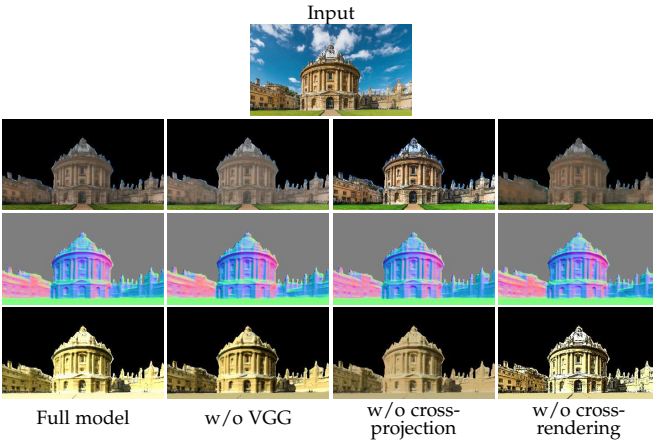 Input
Full model
w/o VGG
w/o cross-
projection
w/o cross-
rendering